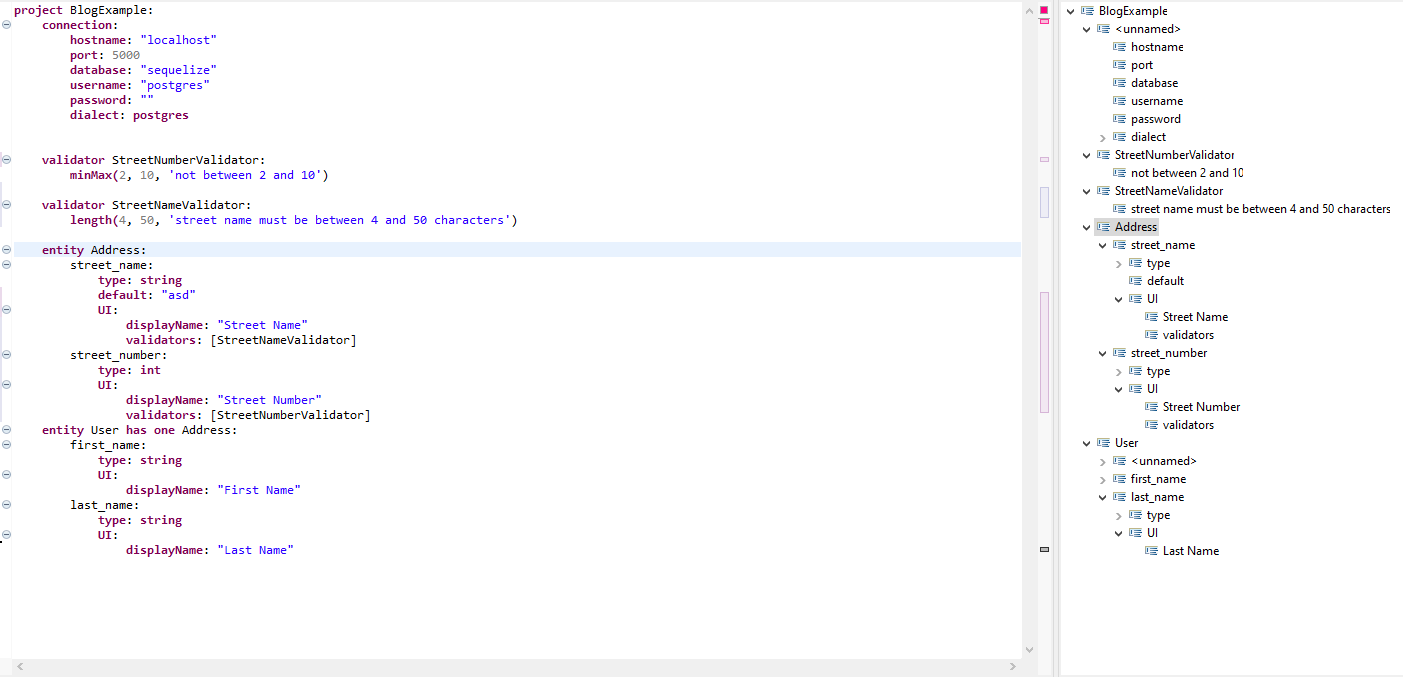 project BlogExample:
connection:
hostname: "localhost"
port: 5000
database: "sequelize"
username: "postgres"
password: ""
dialect: postgres
validator StreetNumberValidator:
minMax(2, 10, 'not between 2 and 10')
validator StreetNameValidator:
length(4, 50, 'street name must be between 4 and 50 characters')
entity Address:
street_name:
type: string
default: "asd"
UI:
displayName: "Street Name"
validators: [StreetNameValidator]
street_number:
type: int
UI:
displayName: "Street Number"
validators: [StreetNumberValidator]
entity User has one Address:
first_name:
type: string
UI:
displayName: "First Name"
last_name:
type: string
UI:
displayName: "Last Name"
BlogExample
<unnamed>
hostname
port
database
username
password
dialect
StreetNumberValidator
not between 2 and 10
StreetNameValidator
street name must be between 4 and 50 characters
Address
street_name
type
default
UI
Street Name
validators
street_number
type
UI
Street Number
validators
User
<unnamed>
first_name
last_name
type
UI
Last Name